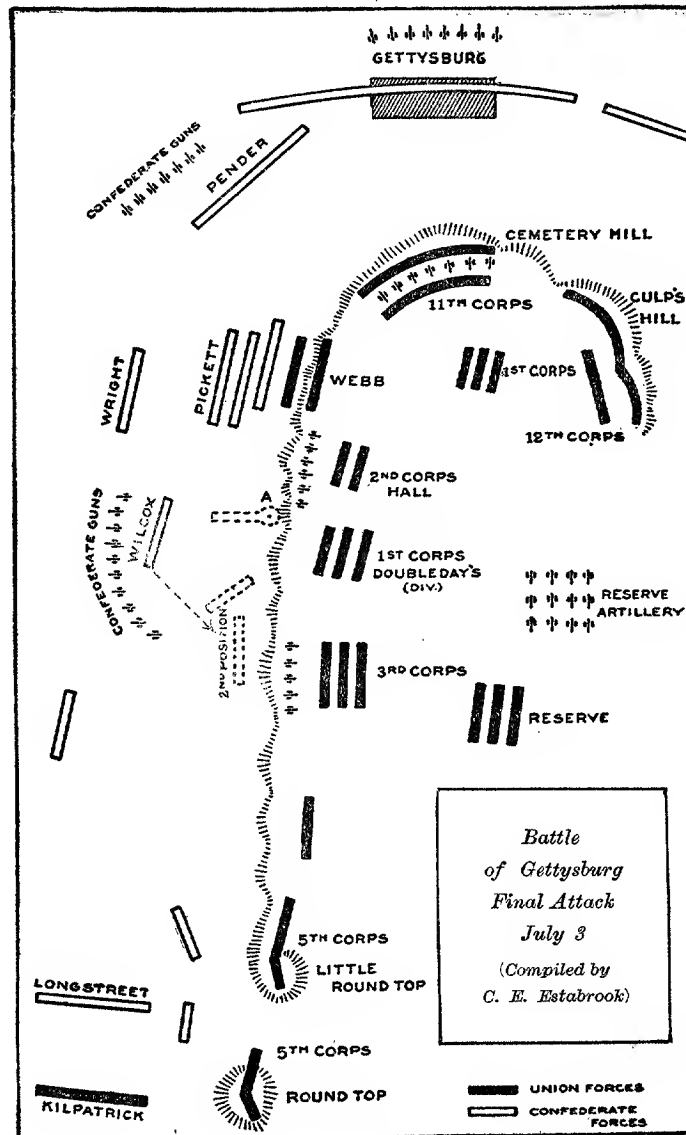 GETTYSBURG
CONFEDERATE GUNS
PENDER
CEMETERY HILL
CULP'S
HILL
11TH CORPS
WRIGHT
PICKETT
WEBB
1ST CORPS
12TH CORPS
A
2ND CORPS
HALL
CONFEDERATE GUNS
WILCOX
1ST CORPS
DOUBLEDAY'S
(DIV.)
RESERVE
ARTILLERY
2ND POSITION
3RD CORPS
RESERVE
Battle
of Gettysburg
Final Attack
July 3
(Compiled by
C. E. Estabrook)
5TH CORPS
LITTLE
ROUND TOP
LONGSTREET
5TH CORPS
ROUND TOP
KILPATRICK
UNION FORCES
CONFEDERATE
FORCES